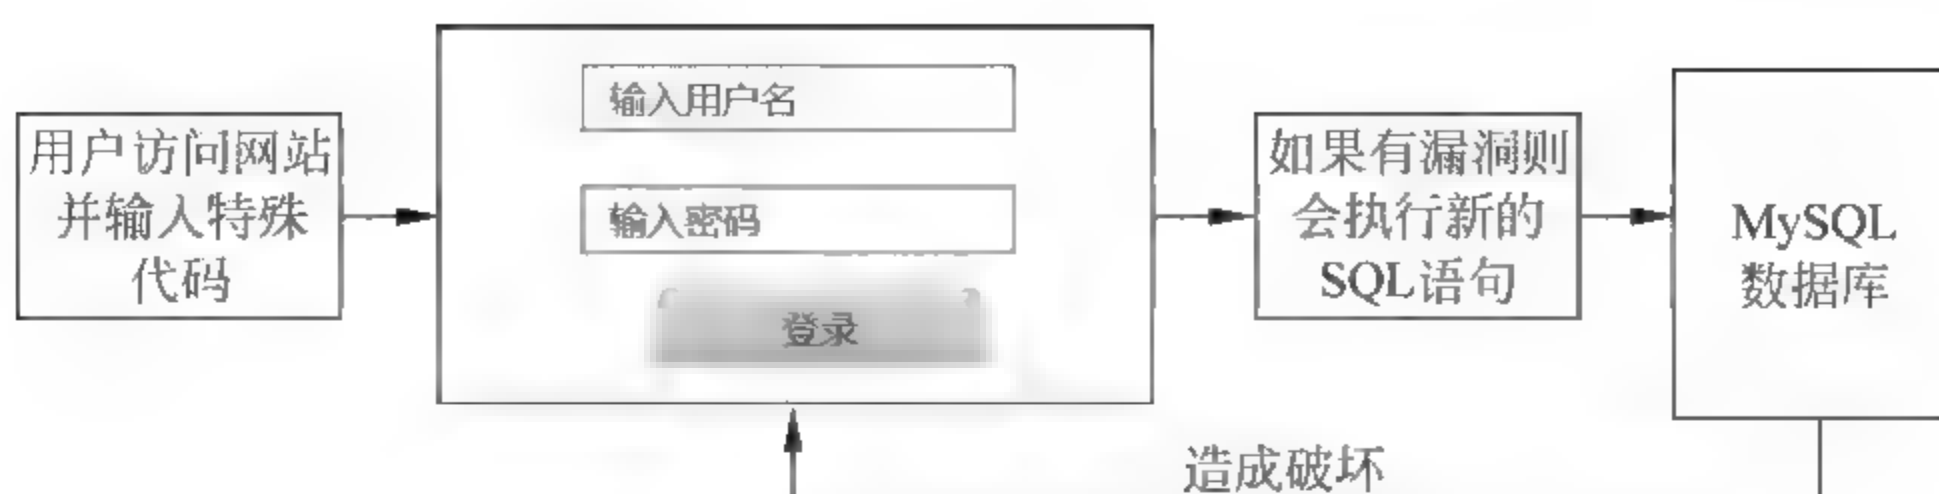 用户访问网站
并输入特殊
代码
输入用户名
输入密码
登录
如果有漏洞则
会执行新的
SQL语句
MySQL
数据库
造成破坏